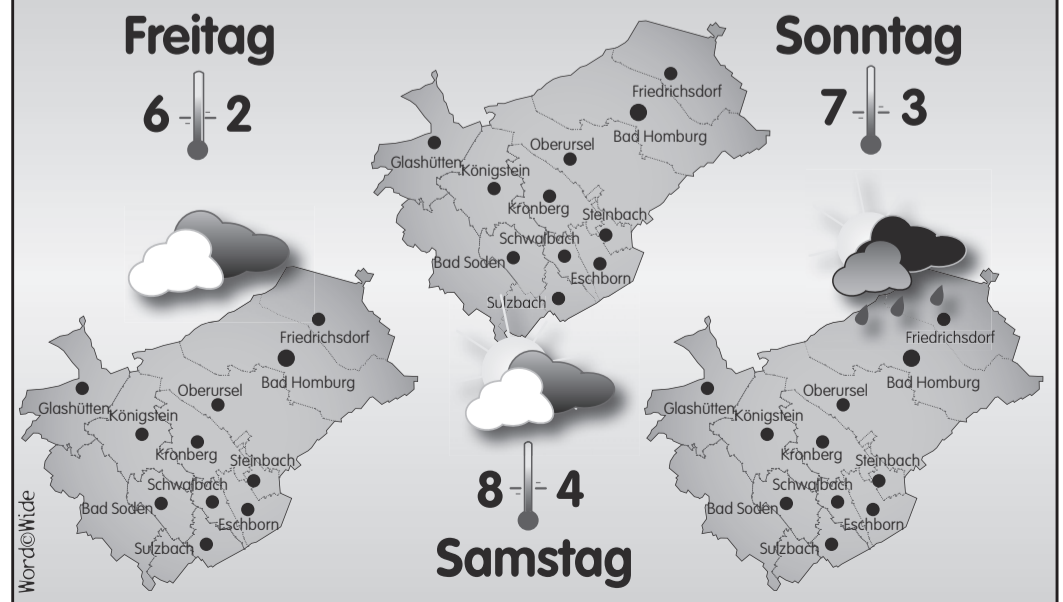 Freitag
6 2
Friedrichsdorf
Bad Homburg
Oberursel
Glashütten
Königstein
Kronberg
Steinbach
Schwalbach
Bad Soden
Eschborn
Sulzbach
Friedrichsdorf
Bad Homburg
Oberursel
Glashütten
Königstein
Kronberg
Steinbach
Schwalbach
Bad Soden
Eschborn
Sulzbach
8 4
Samstag
Sonntag
7 3
Friedrichsdorf
Bad Homburg
Oberursel
Glashütten
Königstein
Kronberg
Steinbach
Schwalbach
Bad Soden
Eschborn
Sulzbach
Word©Wide